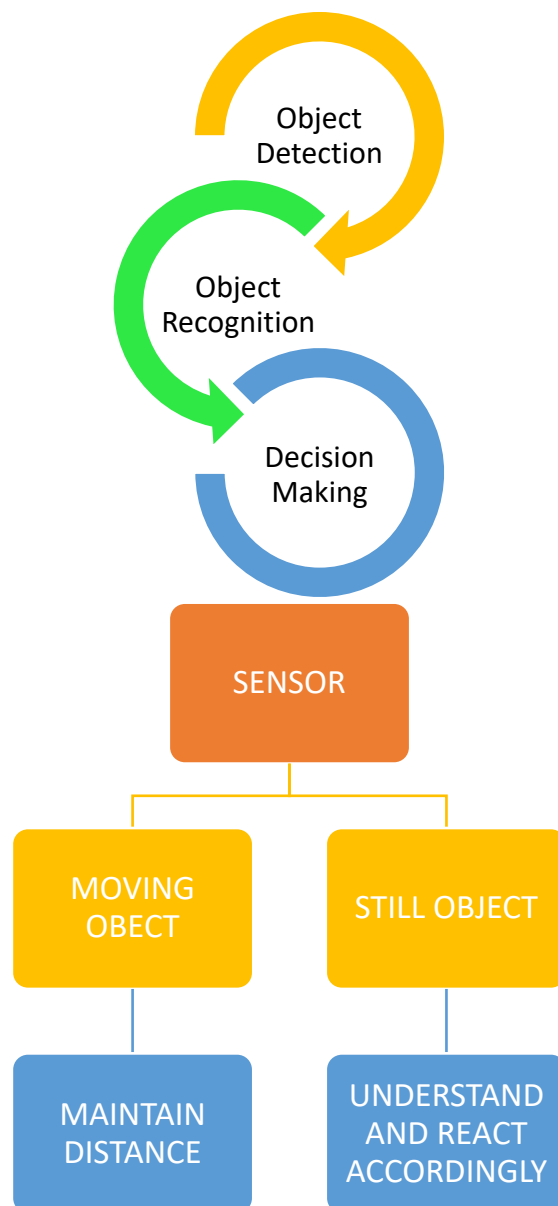 Object
Detection
Object
Recognition
Decision
Making
SENSOR
MOVING
OBECT
STILL OBJECT
MAINTAIN
DISTANCE
UNDERSTAND
AND REACT
ACCORDINGLY